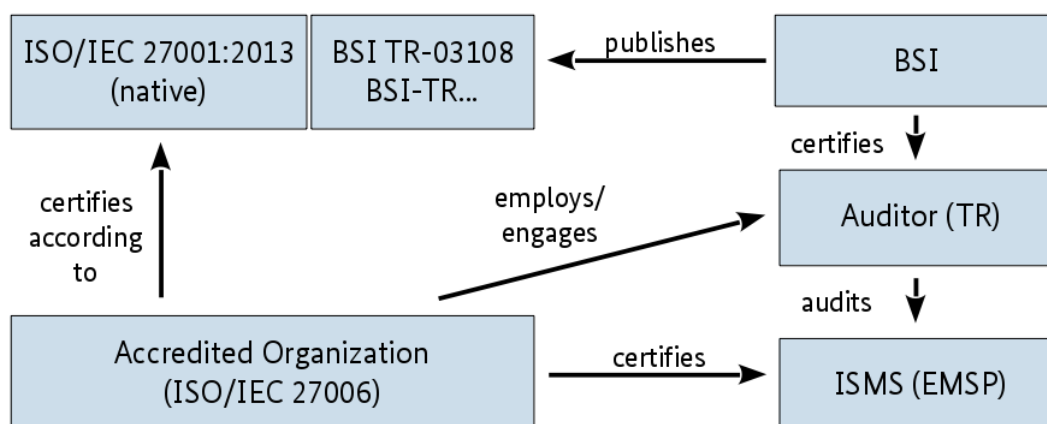 ISO/IEC 27001:2013
(native)
BSI TR-03108
BSI-TR...
publishes
BSI
certifies
certifies
according
to
employs/
engages
Auditor (TR)
audits
Accredited Organization
(ISO/IEC 27006)
certifies
ISMS (EMSP)